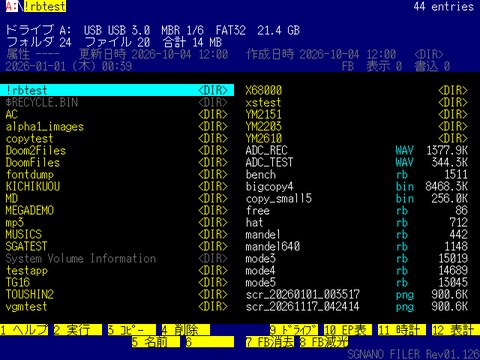 A:!rbtest 44 entries
ドライブ A: USB USB 3.0 MBR 1/6 FAT32 21.4 GB
フォルダ 24 ファイル 20 合計 14 MB
属性 ---- 更新日時 2026-10-04 12:00 作成日時 2026-10-04 12:00 <DIR>
2026-01-01 (木) 00:39 FB 表示 0 書込 0
!rbtest <DIR> X68000 <DIR>
$RECYCLE.BIN <DIR> xstest <DIR>
AC <DIR> YM2151 <DIR>
alpha1_images <DIR> YM2203 <DIR>
copytest <DIR> YM2610 <DIR>
Doom2Files <DIR> ADC_REC WAV 1377.9K
DoomFiles <DIR> ADC_TEST WAV 344.3K
fontdump <DIR> bench rb 1511
KICHIKUOU <DIR> bigcopy4 bin 8468.3K
MD <DIR> copy_small5 bin 256.0K
MEGADEMO <DIR> free rb 86
mp3 <DIR> hat rb 712
MUSICS <DIR> mandel rb 442
SGATEST <DIR> mandel640 rb 1148
System Volume Information <DIR> mode3 rb 15019
testapp <DIR> mode4 rb 14689
TG16 <DIR> mode5 rb 13045
TOUSHIN2 <DIR> scr_20260101_003517 png 900.6K
vgmtest <DIR> scr_20261117_042414 png 900.6K
1 ヘルプ 2 実行 3 コピー 4 削除 9 ドライブ 10 EP表 11 時計 12 表計
5 名前 6 7 FB消去 8 FB減光
SGNANO FILER Rev01.126